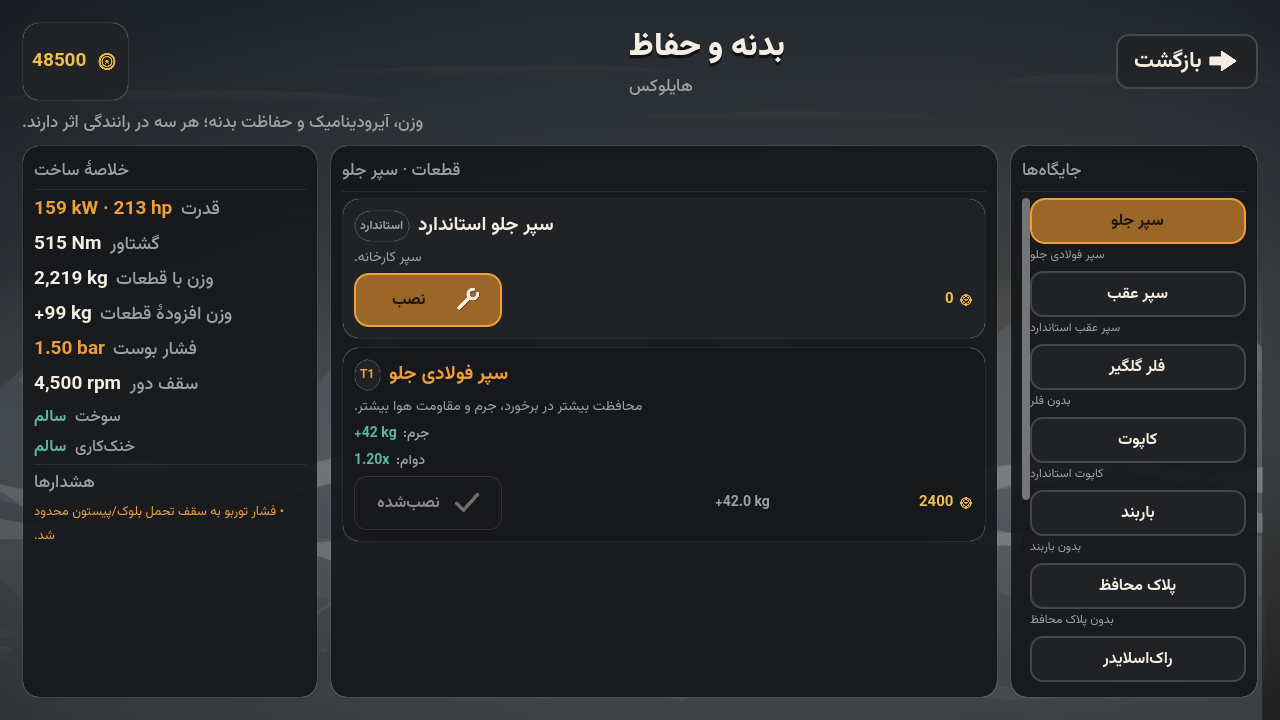 بازگشت
بدنه و حفاظ
هایلوکس
48500
وزن، آیرودینامیک و حفاظت بدنه؛ هر سه در رانندگی اثر دارند.
جایگاه‌ها
سپر جلو
سپر فولادی جلو
سپر عقب
سپر عقب استاندارد
فلر گلگیر
بدون فلر
کاپوت
کاپوت استاندارد
باربند
بدون باربند
پلاک محافظ
بدون پلاک محافظ
راک‌اسلایدر
قطعات · سپر جلو
سپر جلو استاندارد استاندارد
سپر کارخانه.
0 نصب
سپر فولادی جلو T1
محافظت بیشتر در برخورد، جرم و مقاومت هوا بیشتر.
جرم: +42 kg
دوام: 1.20x
2400 +42.0 kg نصب‌شده
خلاصهٔ ساخت
قدرت 159 kW · 213 hp
گشتاور 515 Nm
وزن با قطعات 2,219 kg
وزن افزودهٔ قطعات +99 kg
فشار بوست 1.50 bar
سقف دور 4,500 rpm
سوخت سالم
خنک‌کاری سالم
هشدارها
• فشار توربو به سقف تحمل بلوک/پیستون محدود
شد.